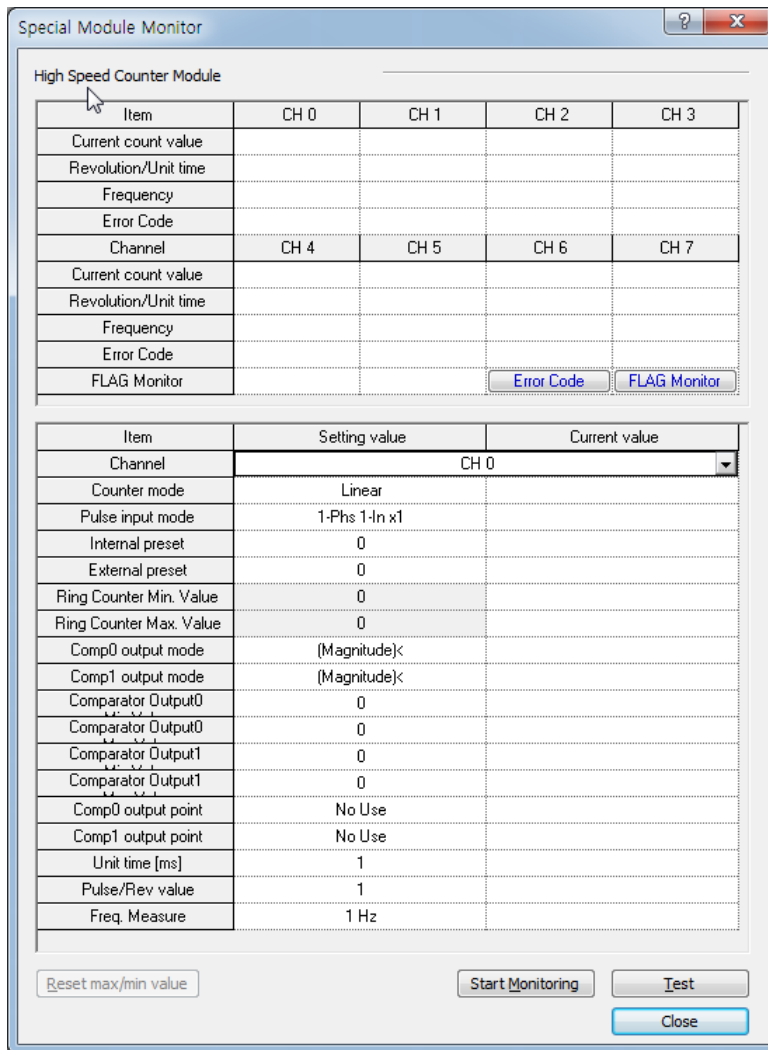 Special Module Monitor
High Speed Counter Module
Item CH 0 CH 1 CH 2 CH 3
Current count value
Revolution/Unit time
Frequency
Error Code
Channel CH 4 CH 5 CH 6 CH 7
Current count value
Revolution/Unit time
Frequency
Error Code
FLAG Monitor Error Code FLAG Monitor
Item Setting value Current value
Channel CH 0
Counter mode Linear
Pulse input mode 1-Phs 1-In x1
Internal preset 0
External preset 0
Ring Counter Min. Value 0
Ring Counter Max. Value 0
Comp0 output mode (Magnitude)<
Comp1 output mode (Magnitude)<
Comparator Output0 0
Comparator Output0 0
Comparator Output1 0
Comparator Output1 0
Comp0 output point No Use
Comp1 output point No Use
Unit time [ms] 1
Pulse/Rev value 1
Freq. Measure 1 Hz
Reset max/min value Start Monitoring Test
Close